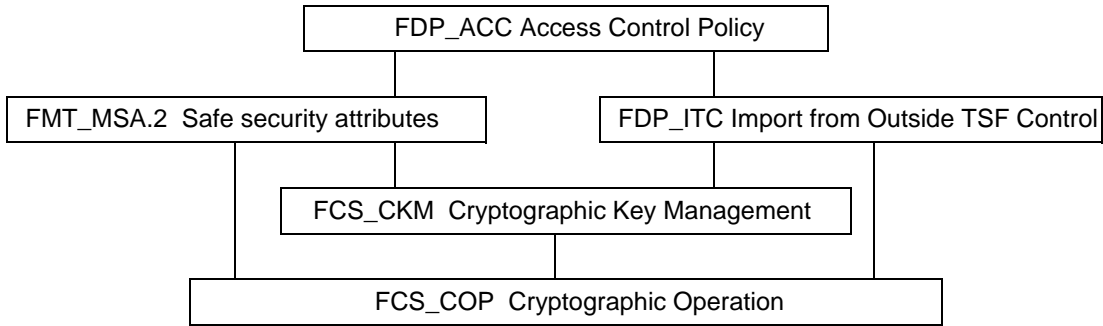 FDP_ACC Access Control Policy
FMT_MSA.2 Safe security attributes
FDP_ITC Import from Outside TSF Control
FCS_CKM Cryptographic Key Management
FCS_COP Cryptographic Operation